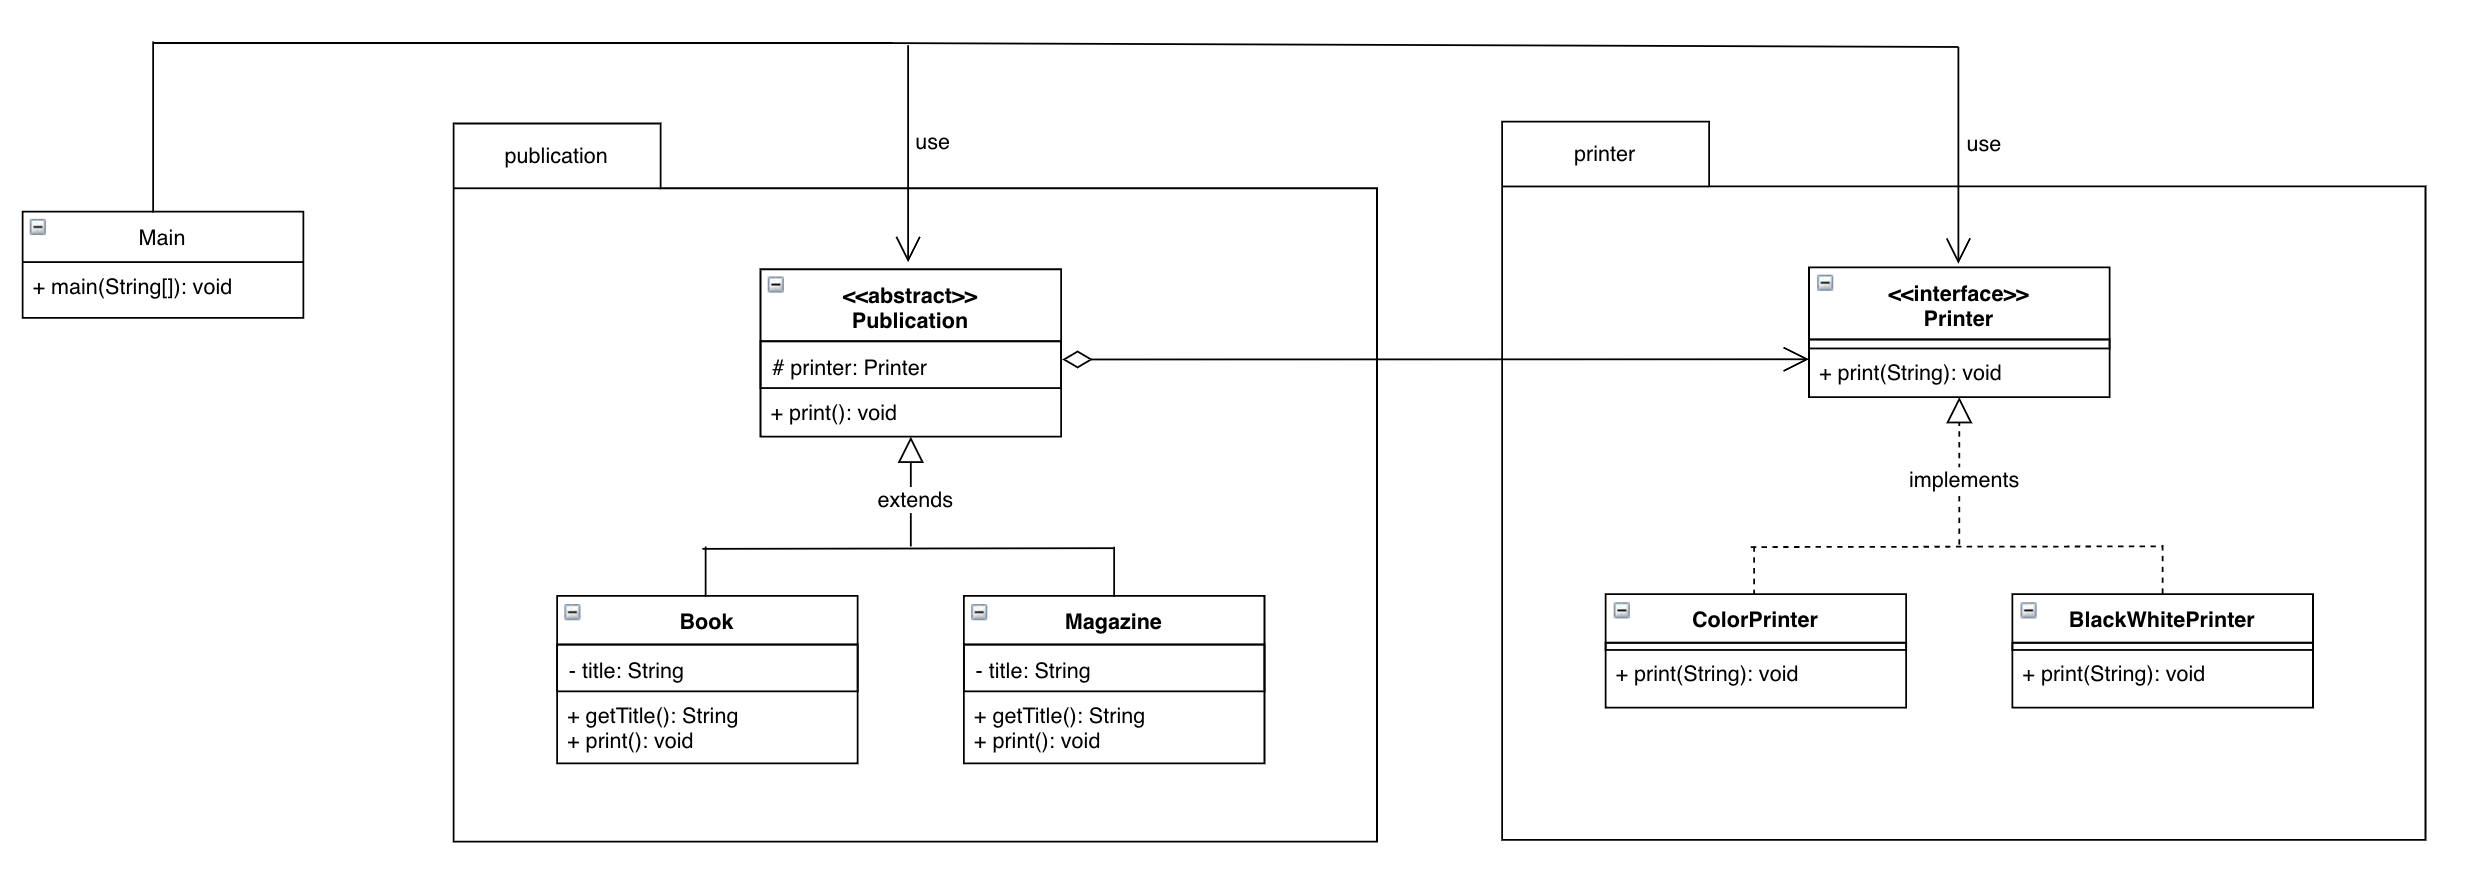 use
use
publication
printer
Main
+ main(String[]): void
<<abstract>>
Publication
# printer: Printer
+ print(): void
<<interface>>
Printer
+ print(String): void
extends
implements
Book
- title: String
+ getTitle(): String
+ print(): void
Magazine
- title: String
+ getTitle(): String
+ print(): void
ColorPrinter
+ print(String): void
BlackWhitePrinter
+ print(String): void